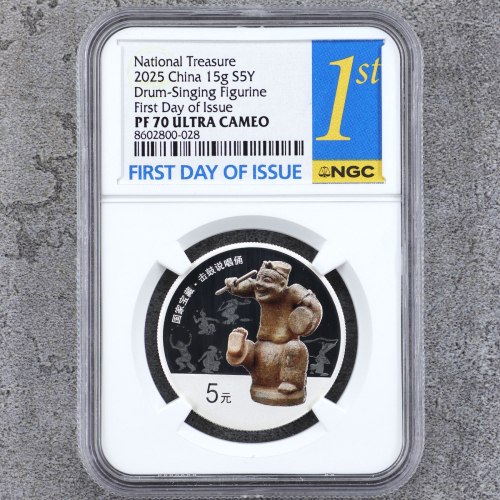 National Treasure
2025 China 15g S5Y
Drum-Singing Figurine
First Day of Issue
PF 70 ULTRA CAMEO
8602800-028
FIRST DAY OF ISSUE
1st
NGC
国家宝藏·击鼓说唱俑
5元